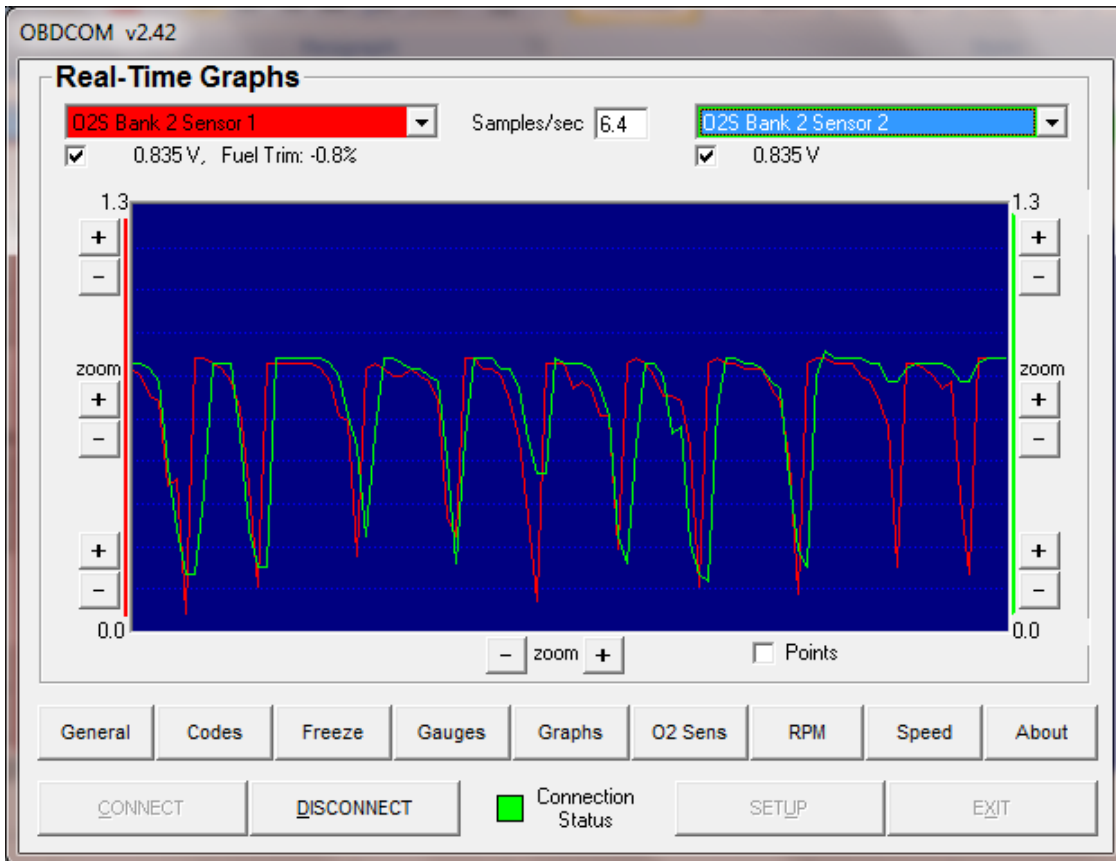 OBDCOM v2.42
Real-Time Graphs
O2S Bank 2 Sensor 1
Samples/sec 6.4
O2S Bank 2 Sensor 2
0.835 V, Fuel Trim: -0.8%
0.835 V
1.3
1.3
+
+
-
-
zoom
zoom
+
+
-
-
+
+
-
-
0.0
0.0
- zoom +
Points
General Codes Freeze Gauges Graphs O2 Sens RPM Speed About
CONNECT DISCONNECT Connection
Status SETUP EXIT